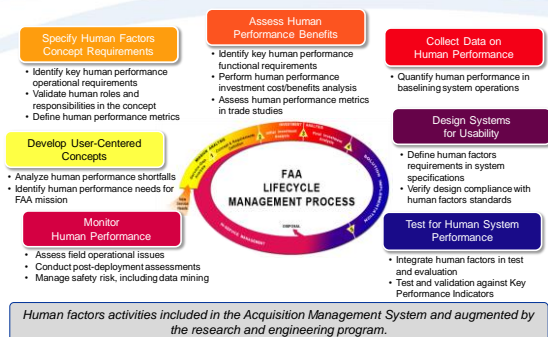 Specify Human Factors
Concept Requirements
• Identify key human performance
operational requirements
• Validate human roles and
responsibilities in the concept
• Define human performance metrics
Assess Human
Performance Benefits
• Identify key human performance
functional requirements
• Perform human performance
investment cost/benefits analysis
• Assess human performance metrics
in trade studies
Collect Data on
Human Performance
• Quantify human performance in
baselining system operations
Develop User-Centered
Concepts
• Analyze human performance shortfalls
• Identify human performance needs for
FAA mission
Design Systems
for Usability
• Define human factors
requirements in system
specifications
• Verify design compliance with
human factors standards
FAA
LIFECYCLE
MANAGEMENT PROCESS
SOLUTION IMPLEMENTATION
DISPOSAL
Monitor
Human Performance
• Assess field operational issues
• Conduct post-deployment assessments
• Manage safety risk, including data mining
Test for Human System
Performance
• Integrate human factors in test
and evaluation
• Test and validation against Key
Performance Indicators
Human factors activities included in the Acquisition Management System and augmented by
the research and engineering program.